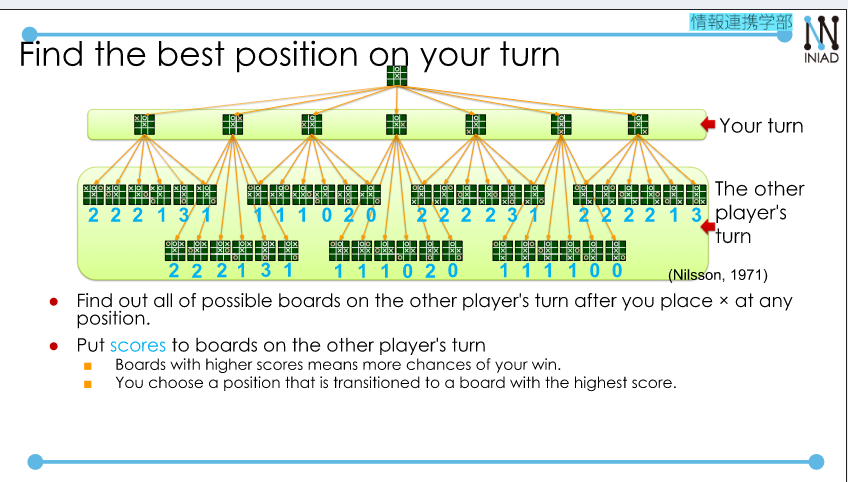 情報連携学部
INIAD
Find the best position on your turn
Your turn
The other
player's
turn
2 2 2 1 3 1
1 1 1 0 2 0
2 2 2 2 3 1
2 2 2 2 1 3
2 2 2 1 3 1
1 1 1 0 2 0
1 1 1 1 0 0
(Nilsson, 1971)
● Find out all of possible boards on the other player's turn after you place × at any
position.
● Put scores to boards on the other player's turn
■ Boards with higher scores means more chances of your win.
■ You choose a position that is transitioned to a board with the highest score.